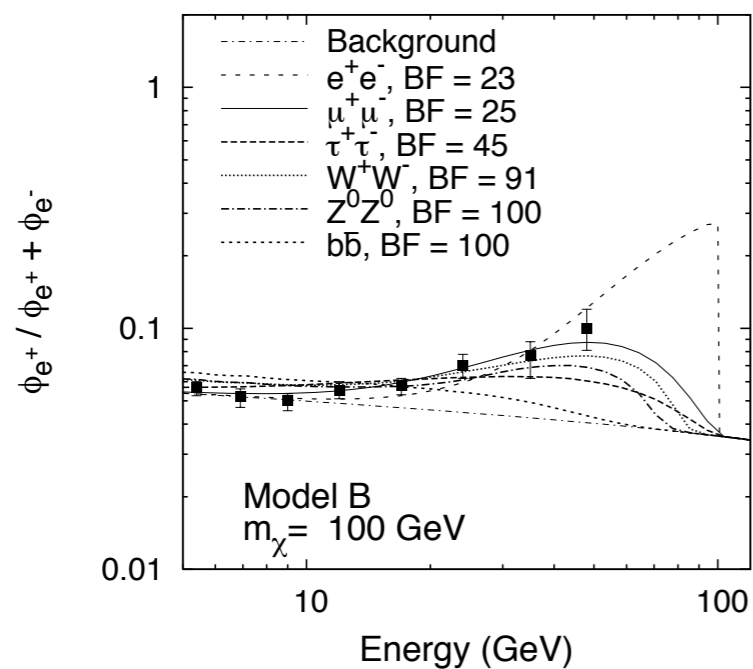 Background
e⁺e⁻, BF = 23
μ⁺μ⁻, BF = 25
τ⁺τ⁻, BF = 45
W⁺W⁻, BF = 91
Z⁰Z⁰, BF = 100
bb̄, BF = 100
1
0.1
0.01
ϕe⁺ / ϕe⁺ + ϕe⁻
Model B
mχ= 100 GeV
10
100
Energy (GeV)